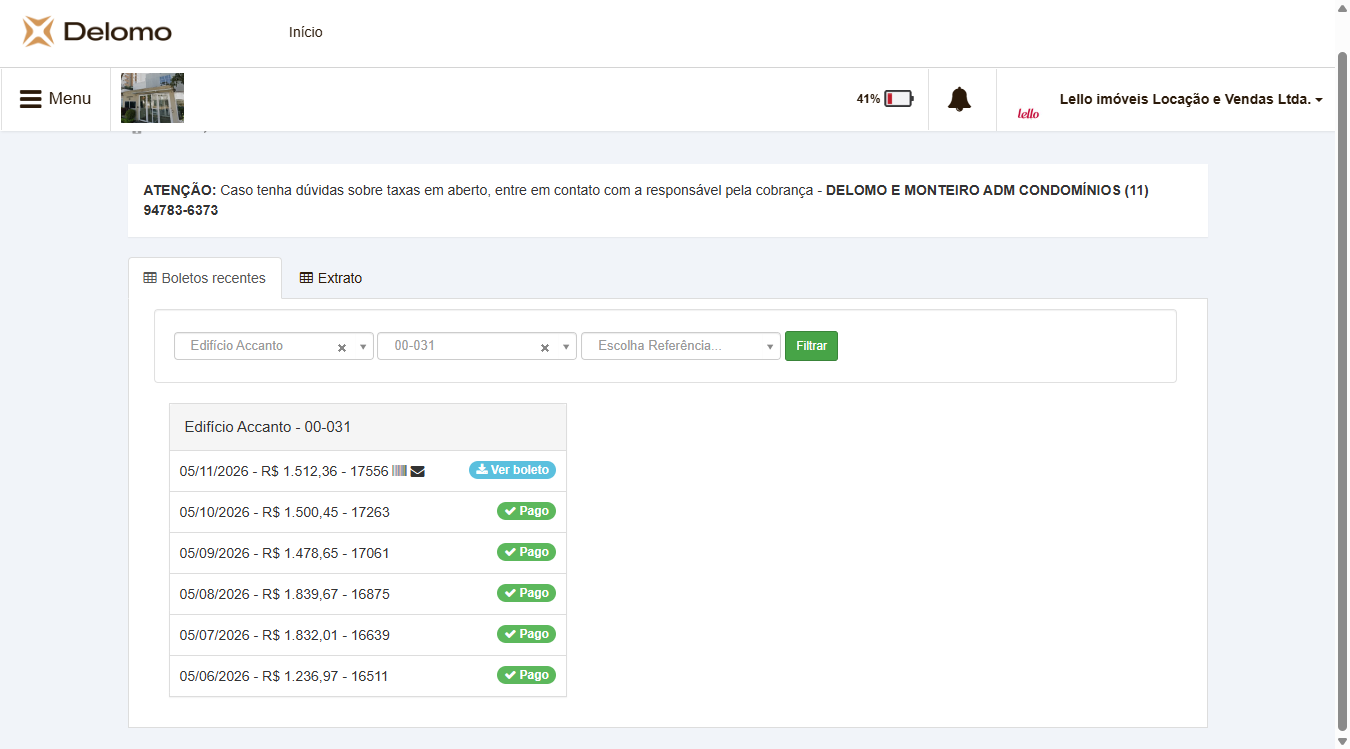 Delomo
Início
Menu
41%
lello
Lello imóveis Locação e Vendas Ltda.
ATENÇÃO: Caso tenha dúvidas sobre taxas em aberto, entre em contato com a responsável pela cobrança - DELOMO E MONTEIRO ADM CONDOMÍNIOS (11)
94783-6373
Boletos recentes
Extrato
Edifício Accanto
00-031
Escolha Referência...
Filtrar
Edifício Accanto - 00-031
05/11/2026 - R$ 1.512,36 - 17556 Ver boleto
05/10/2026 - R$ 1.500,45 - 17263 Pago
05/09/2026 - R$ 1.478,65 - 17061 Pago
05/08/2026 - R$ 1.839,67 - 16875 Pago
05/07/2026 - R$ 1.832,01 - 16639 Pago
05/06/2026 - R$ 1.236,97 - 16511 Pago